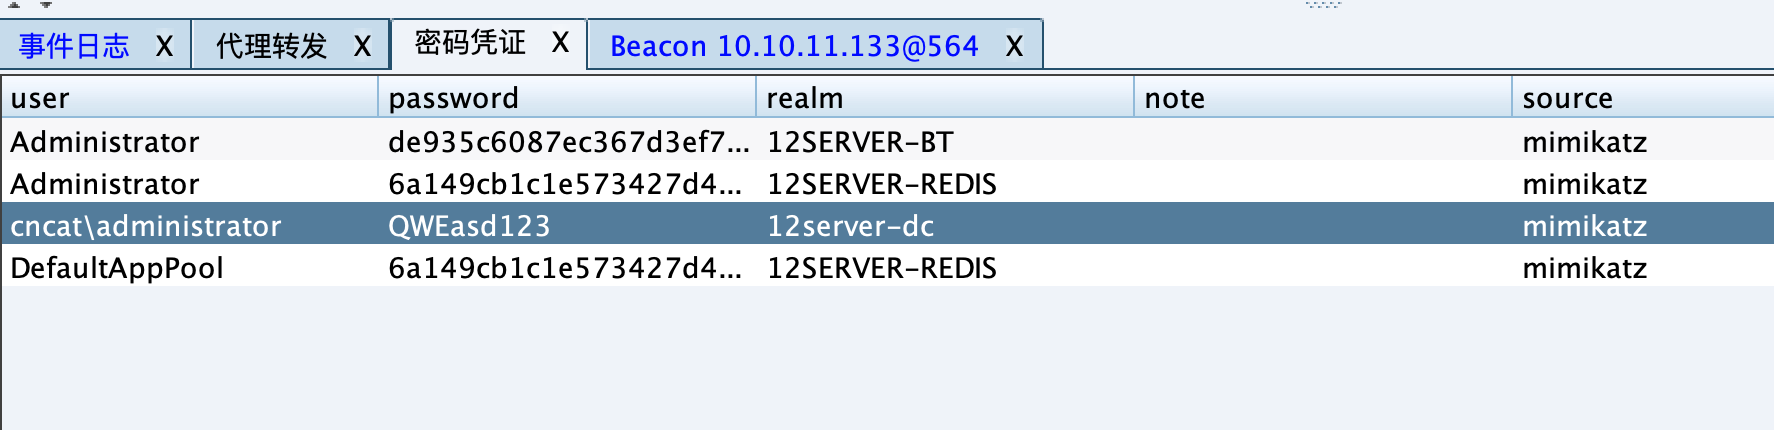 事件日志 X 代理转发 X 密码凭证 X Beacon 10.10.11.133@564 X
user password realm note source
Administrator de935c6087ec367d3ef7... 12SERVER-BT mimikatz
Administrator 6a149cb1c1e573427d4... 12SERVER-REDIS mimikatz
cncat\administrator QWEasd123 12server-dc mimikatz
DefaultAppPool 6a149cb1c1e573427d4... 12SERVER-REDIS mimikatz